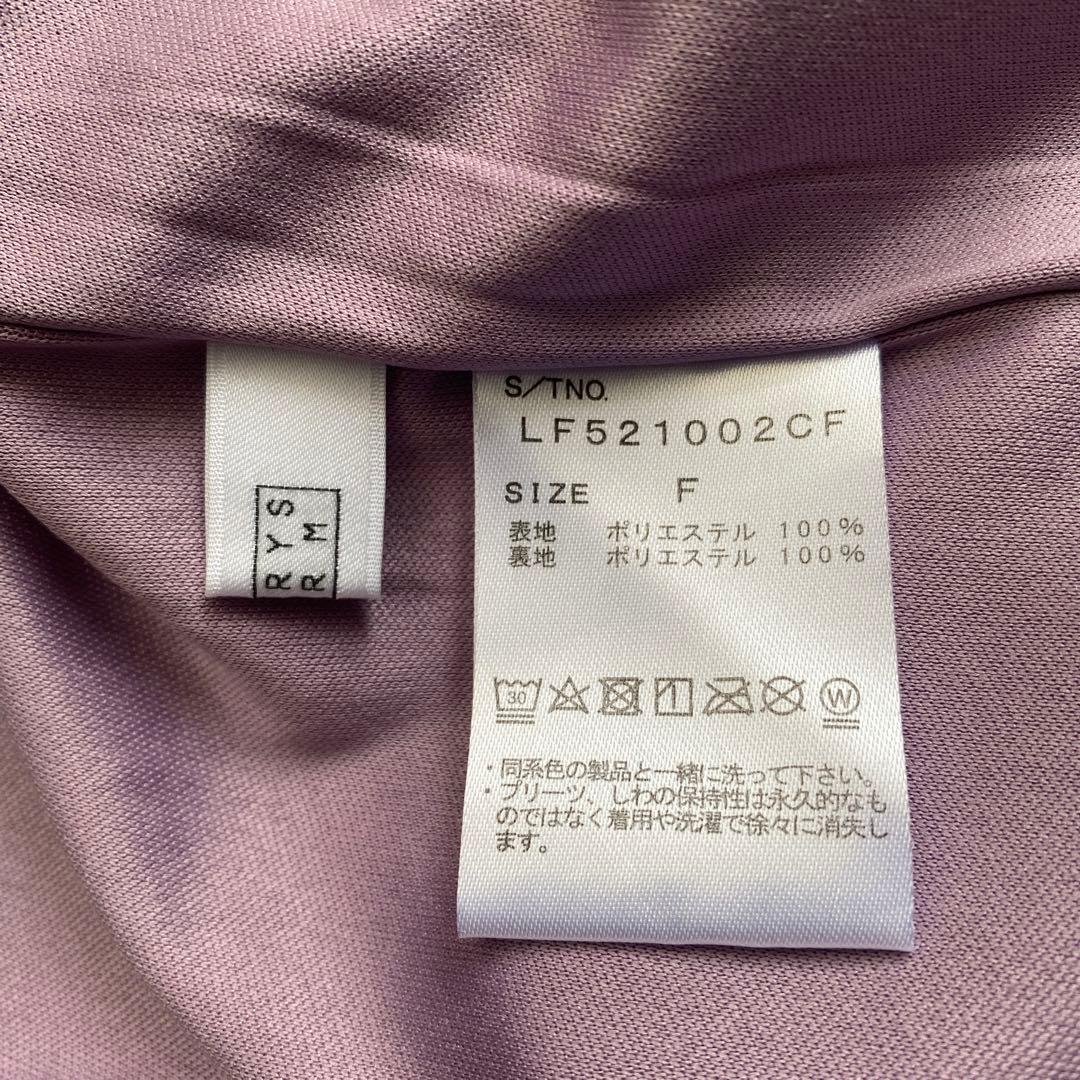 R Y S
R M
S/TNO.
LF521002CF
SIZE F
表地 ポリエステル 100%
裏地 ポリエステル 100%
30
W
・同系色の製品と一緒に洗って下さい。
・プリーツ、しわの保持性は永久的なも
のではなく着用や洗濯で徐々に消失し
ます。